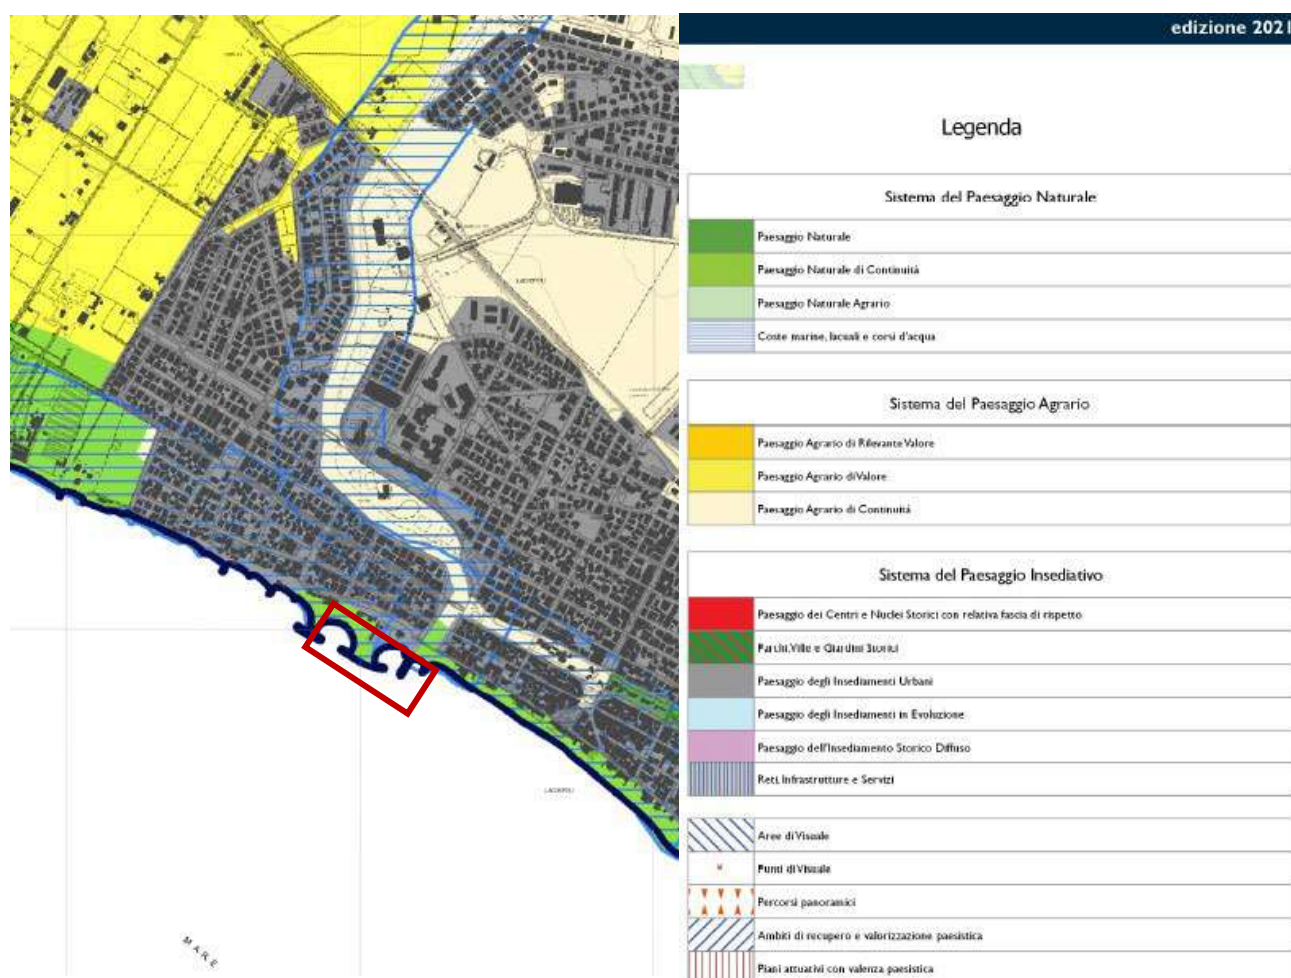 edizione 2021
Legenda
Sistema del Paesaggio Naturale
Paesaggio Naturale
Paesaggio Naturale di Continuità
Paesaggio Naturale Agrario
Coste marine, lacuali e corsi d'acqua
Sistema del Paesaggio Agrario
Paesaggio Agrario di Rilevante Valore
Paesaggio Agrario di Valore
Paesaggio Agrario di Continuità
Sistema del Paesaggio Insediativo
Paesaggio dei Centri e Nuclei Storici con relativa fascia di rispetto
Parchi, Ville e Giardini Storici
Paesaggio degli Insediamenti Urbani
Paesaggio degli Insediamenti in Evoluzione
Paesaggio dell'Insediamento Storico Diffuso
Reti, Infrastrutture e Servizi
Aree di Visuale
Punti di Visuale
Percorsi panoramici
Ambiti di recupero e valorizzazione paesistica
Piani attuativi con valenza paesistica
LADISPOLI
LADISPOLI
MARE